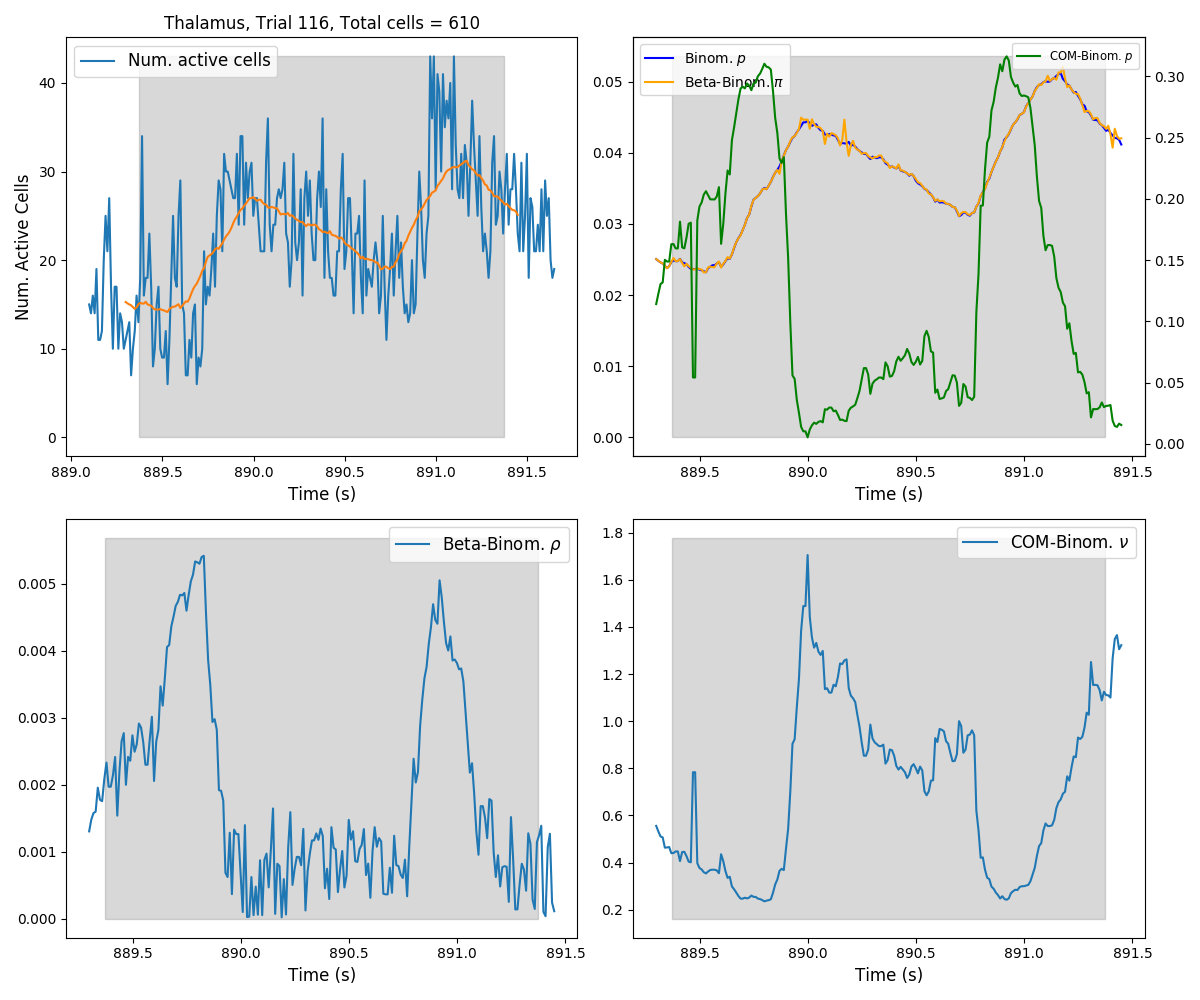 Thalamus, Trial 116, Total cells = 610
Num. active cells
Num. Active Cells
40
30
20
10
0
889.0 889.5 890.0 890.5 891.0 891.5
Time (s)
Binom. p
Beta-Binom. π
COM-Binom. p
0.05
0.04
0.03
0.02
0.01
0.00
0.30
0.25
0.20
0.15
0.10
0.05
0.00
889.5 890.0 890.5 891.0 891.5
Time (s)
Beta-Binom. ρ
0.005
0.004
0.003
0.002
0.001
0.000
889.5 890.0 890.5 891.0 891.5
Time (s)
COM-Binom. ν
1.8
1.6
1.4
1.2
1.0
0.8
0.6
0.4
0.2
889.5 890.0 890.5 891.0 891.5
Time (s)